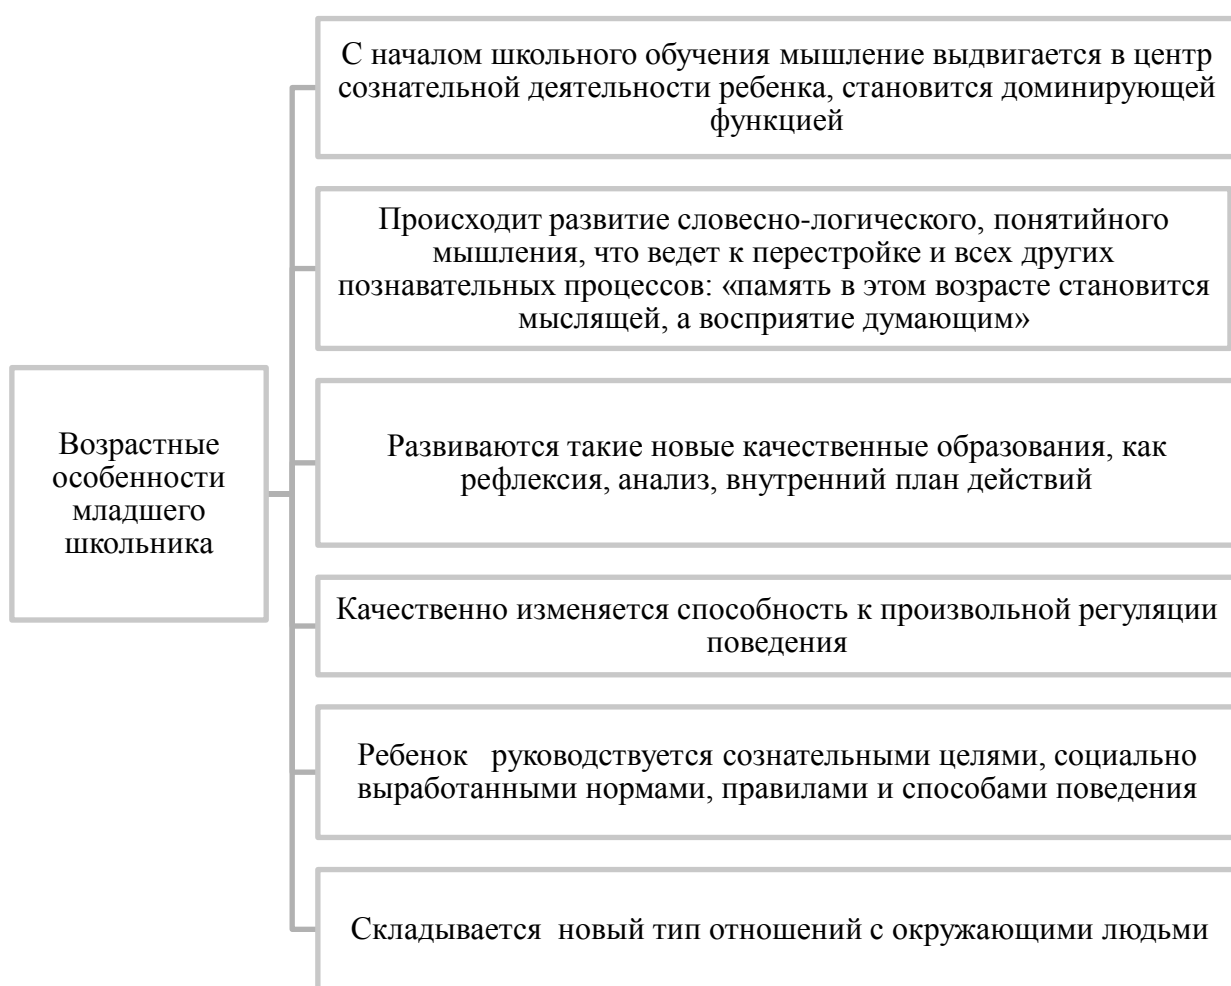 С началом школьного обучения мышление выдвигается в центр
сознательной деятельности ребенка, становится доминирующей
функцией
Происходит развитие словесно-логического, понятийного
мышления, что ведет к перестройке и всех других
познавательных процессов: «память в этом возрасте становится
мыслящей, а восприятие думающим»
Возрастные
особенности
младшего
школьника
Развиваются такие новые качественные образования, как
рефлексия, анализ, внутренний план действий
Качественно изменяется способность к произвольной регуляции
поведения
Ребенок руководствуется сознательными целями, социально
выработанными нормами, правилами и способами поведения
Складывается новый тип отношений с окружающими людьми